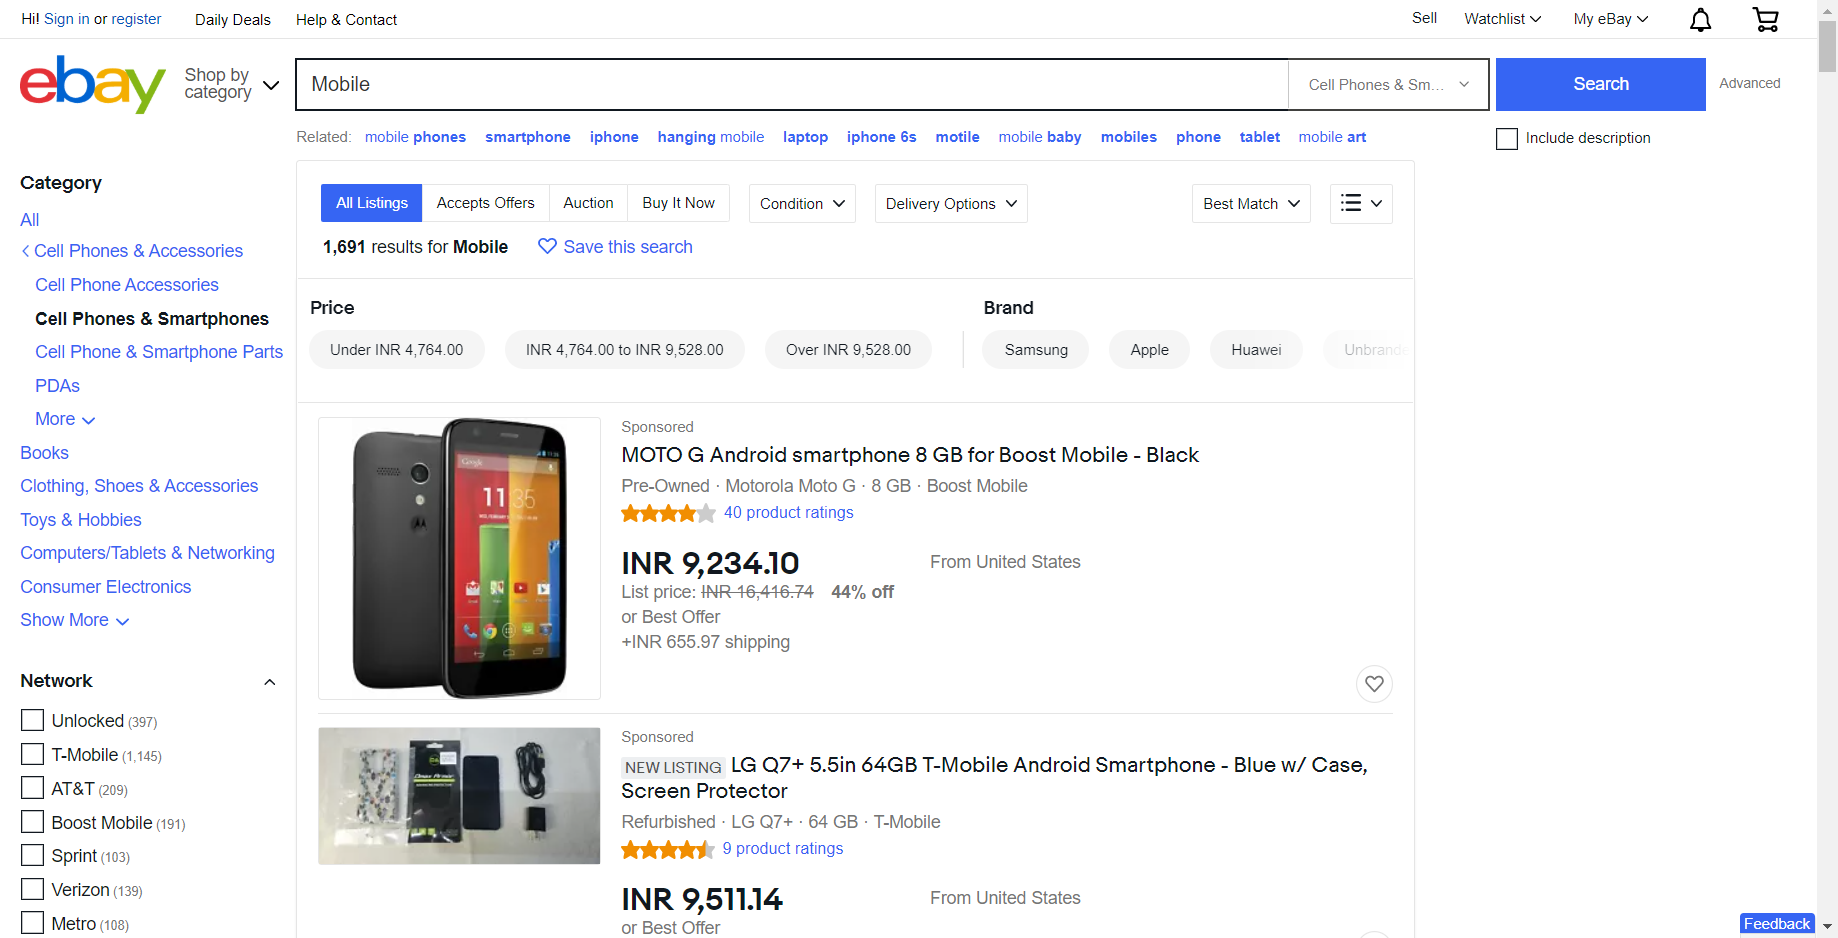 Hi! Sign in or register
Daily Deals
Help & Contact
Sell
Watchlist
My eBay
ebay
Shop by category
Mobile
Cell Phones & Sm...
Search
Advanced
Related: mobile phones smartphone iphone hanging mobile laptop iphone 6s motile mobile baby mobiles phone tablet mobile art
Include description
Category
All
Cell Phones & Accessories
Cell Phone Accessories
Cell Phones & Smartphones
Cell Phone & Smartphone Parts
PDAs
More
Books
Clothing, Shoes & Accessories
Toys & Hobbies
Computers/Tablets & Networking
Consumer Electronics
Show More
Network
Unlocked (397)
T-Mobile (1,145)
AT&T (209)
Boost Mobile (191)
Sprint (103)
Verizon (139)
Metro (108)
All Listings
Accepts Offers
Auction
Buy It Now
Condition
Delivery Options
Best Match
1,691 results for Mobile
Save this search
Price
Under INR 4,764.00
INR 4,764.00 to INR 9,528.00
Over INR 9,528.00
Brand
Samsung
Apple
Huawei
Unbrande
Google
11:35
Sponsored
MOTO G Android smartphone 8 GB for Boost Mobile - Black
Pre-Owned · Motorola Moto G · 8 GB · Boost Mobile
40 product ratings
INR 9,234.10
From United States
List price: INR 16,416.74 44% off
or Best Offer
+INR 655.97 shipping
Sponsored
NEW LISTING LG Q7+ 5.5in 64GB T-Mobile Android Smartphone - Blue w/ Case,
Screen Protector
Refurbished · LG Q7+ · 64 GB · T-Mobile
9 product ratings
INR 9,511.14
From United States
or Best Offer
Feedback